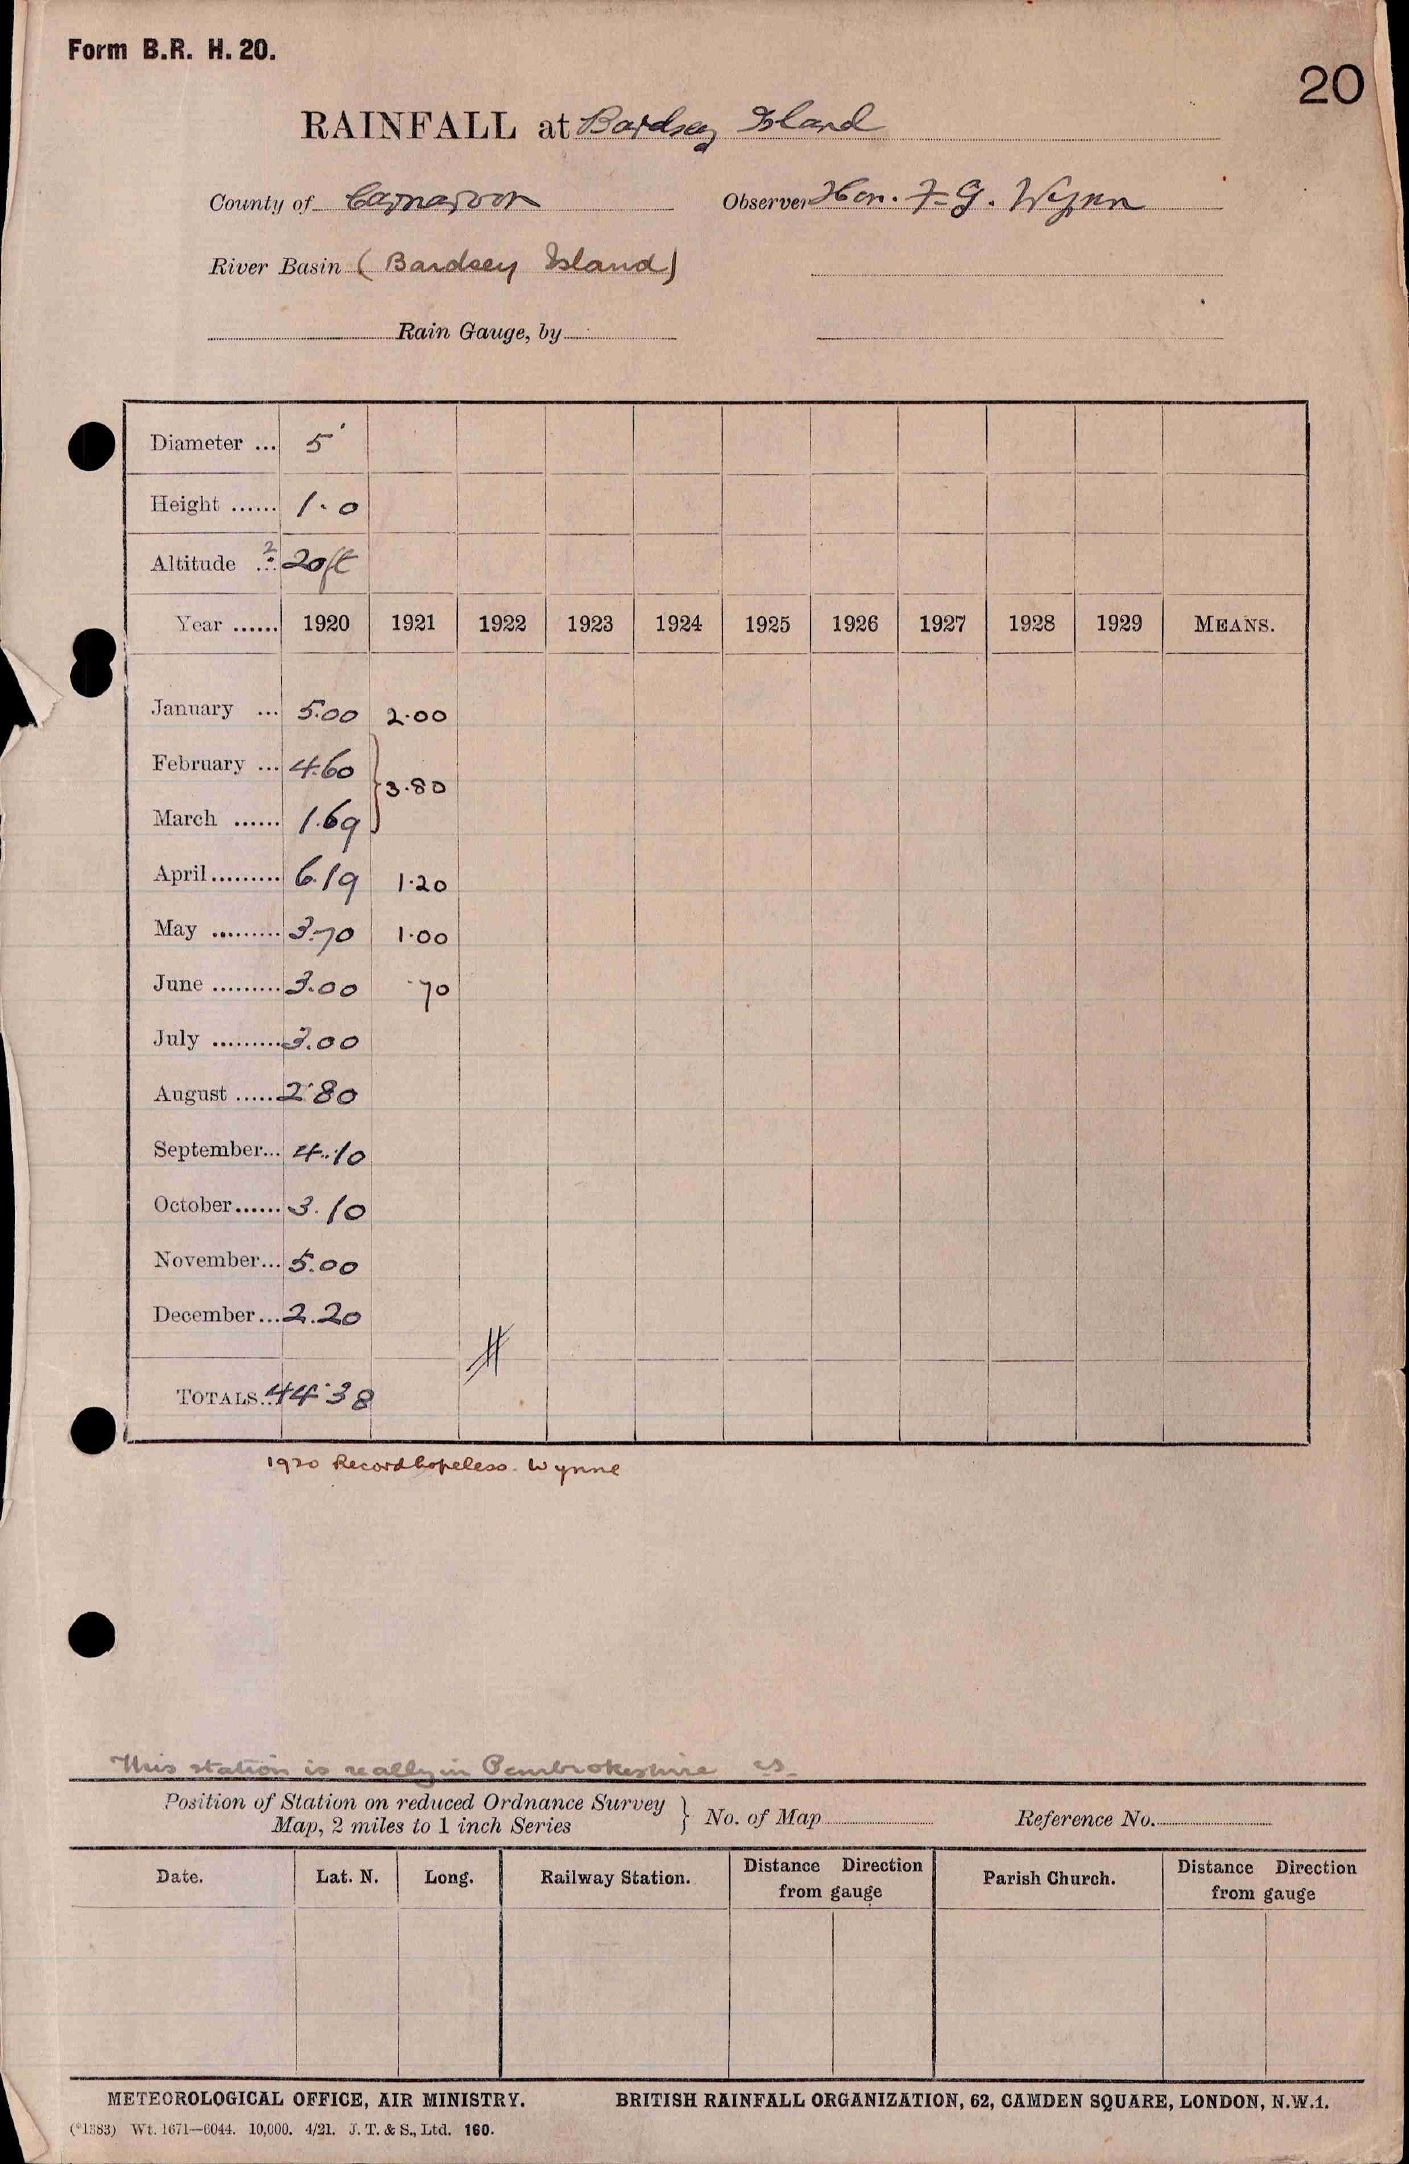 Form B.R. H. 20.
20
RAINFALL at Bardsey Island
County of Carnarvon Observer Hon. F. G. Wynn
River Basin (Bardsey Island)
Rain Gauge, by
Diameter ... 5"
Height ...... 1·0
Altitude ... ? 20ft
Year ...... 1920 1921 1922 1923 1924 1925 1926 1927 1928 1929 MEANS.
January ... 5.00 2·00
February ... 4.60 } 3·80
March ...... 1.69
April......... 6.19 1·20
May ......... 3.70 1·00
June ......... 3.00 ·70
July ......... 3.00
August ..... 2·80
September... 4.10
October...... 3.10
November... 5.00
December... 2.20
TOTALS... 44·38
1920 Record hopeless. Wynne
This station is really in Pembrokeshire
Position of Station on reduced Ordnance Survey
Map, 2 miles to 1 inch Series } No. of Map Reference No.
Date. Lat. N. Long. Railway Station. Distance Direction from gauge Parish Church. Distance Direction from gauge
METEOROLOGICAL OFFICE, AIR MINISTRY. BRITISH RAINFALL ORGANIZATION, 62, CAMDEN SQUARE, LONDON, N.W.1.
(*1383) Wt. 1671—6044. 10,000. 4/21. J. T. & S., Ltd. 160.